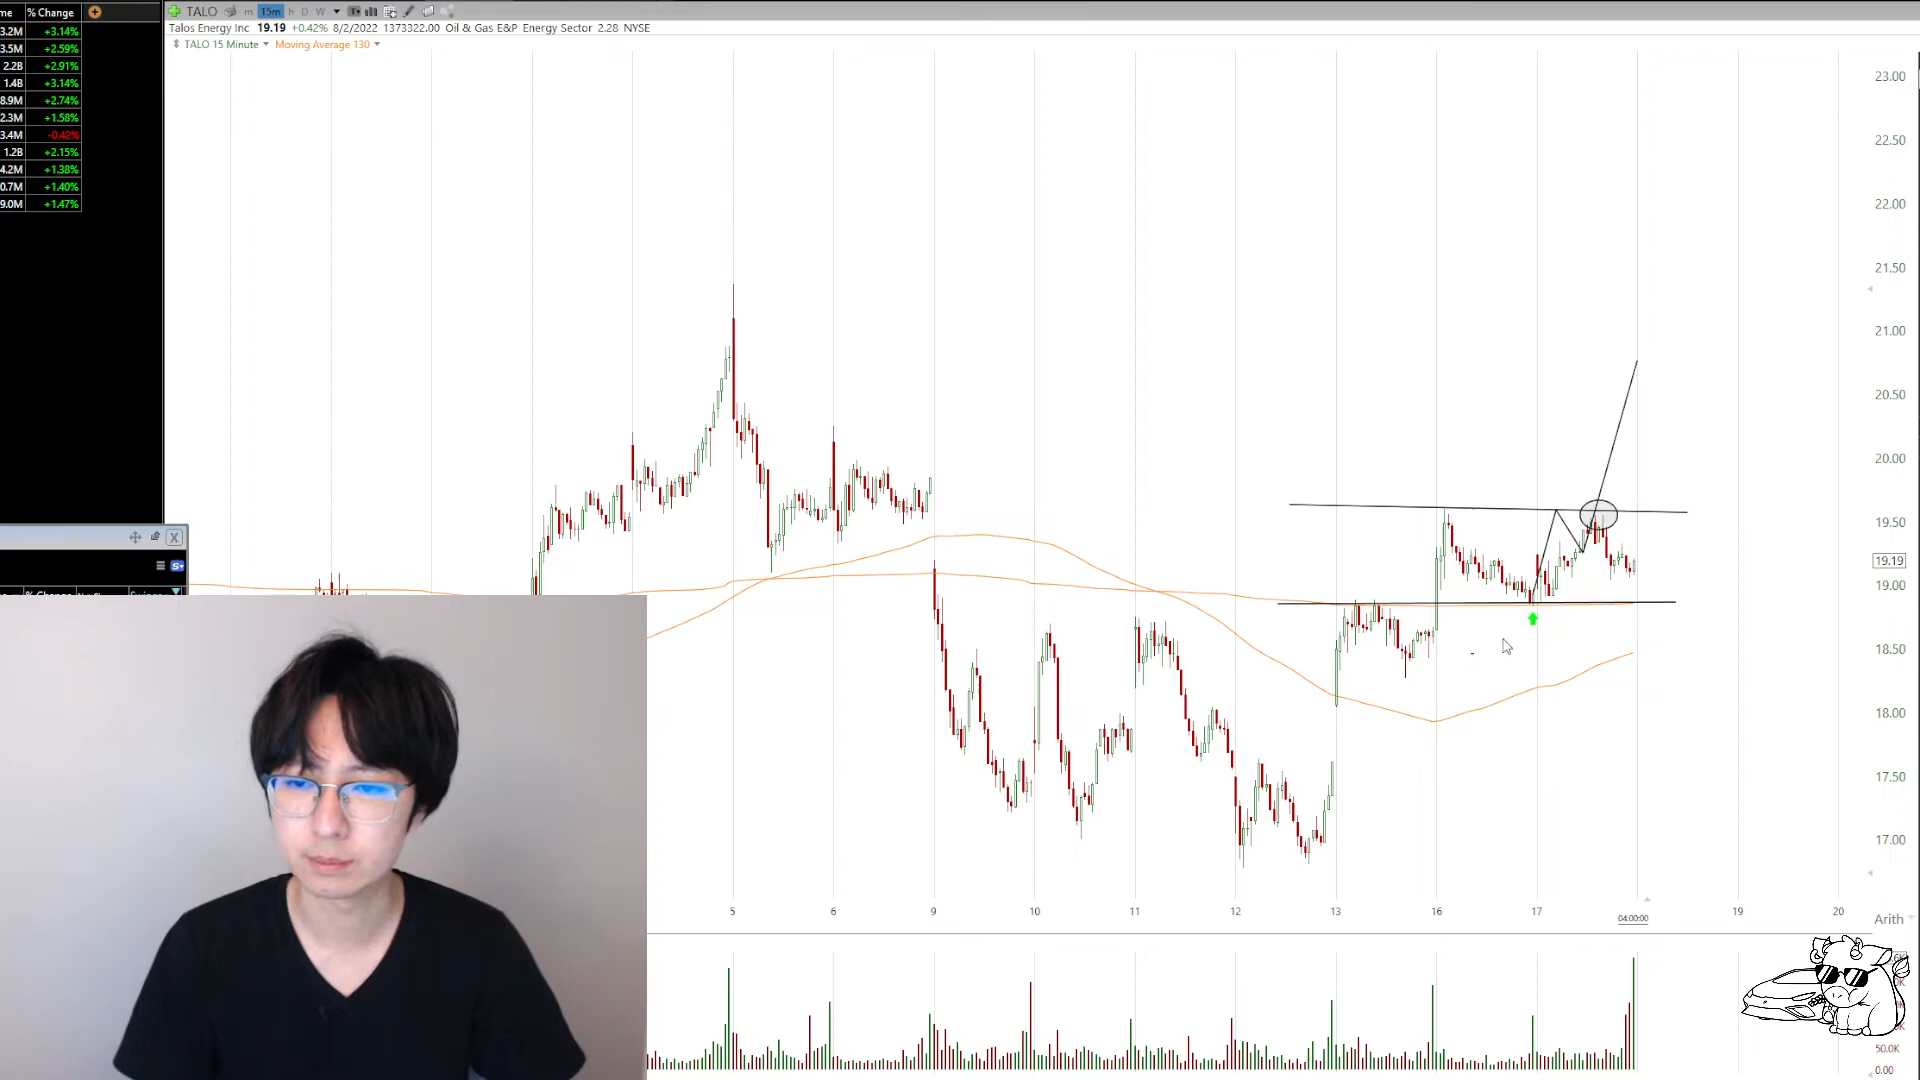 me % Change
3.2M +3.14%
3.5M +2.59%
2.2B +2.91%
1.4B +3.14%
8.9M +2.74%
2.3M +1.58%
3.4M -0.42%
1.2B +2.15%
4.2M +1.38%
0.7M +1.40%
9.0M +1.47%
TALO m 15m h D W
Talos Energy Inc 19.19 +0.42% 8/2/2022 1373322.00 Oil & Gas E&P Energy Sector 2.28 NYSE
TALO 15 Minute Moving Average 130
23.00
22.50
22.00
21.50
21.00
20.50
20.00
19.50
19.19
19.00
18.50
18.00
17.50
17.00
5 6 9 10 11 12 13 16 17 19 20
04:00:00
Arith
50.0K
0.00